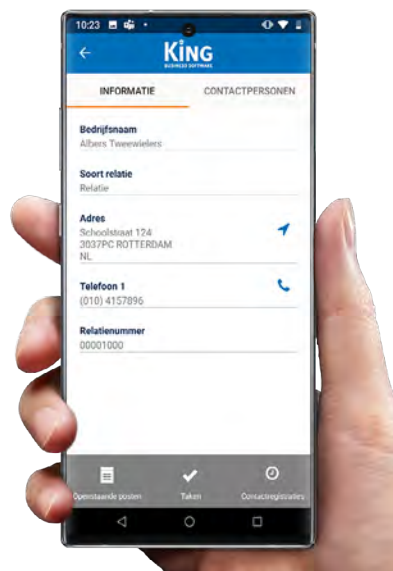 10:23
King
BUSINESS SOFTWARE
INFORMATIE CONTACTPERSONEN
Bedrijfsnaam
Albers Tweewielers
Soort relatie
Relatie
Adres
Schoolstraat 124
3037PC ROTTERDAM
NL
Telefoon 1
(010) 4157896
Relatienummer
00001000
Openstaande posten Taken Contactregistraties